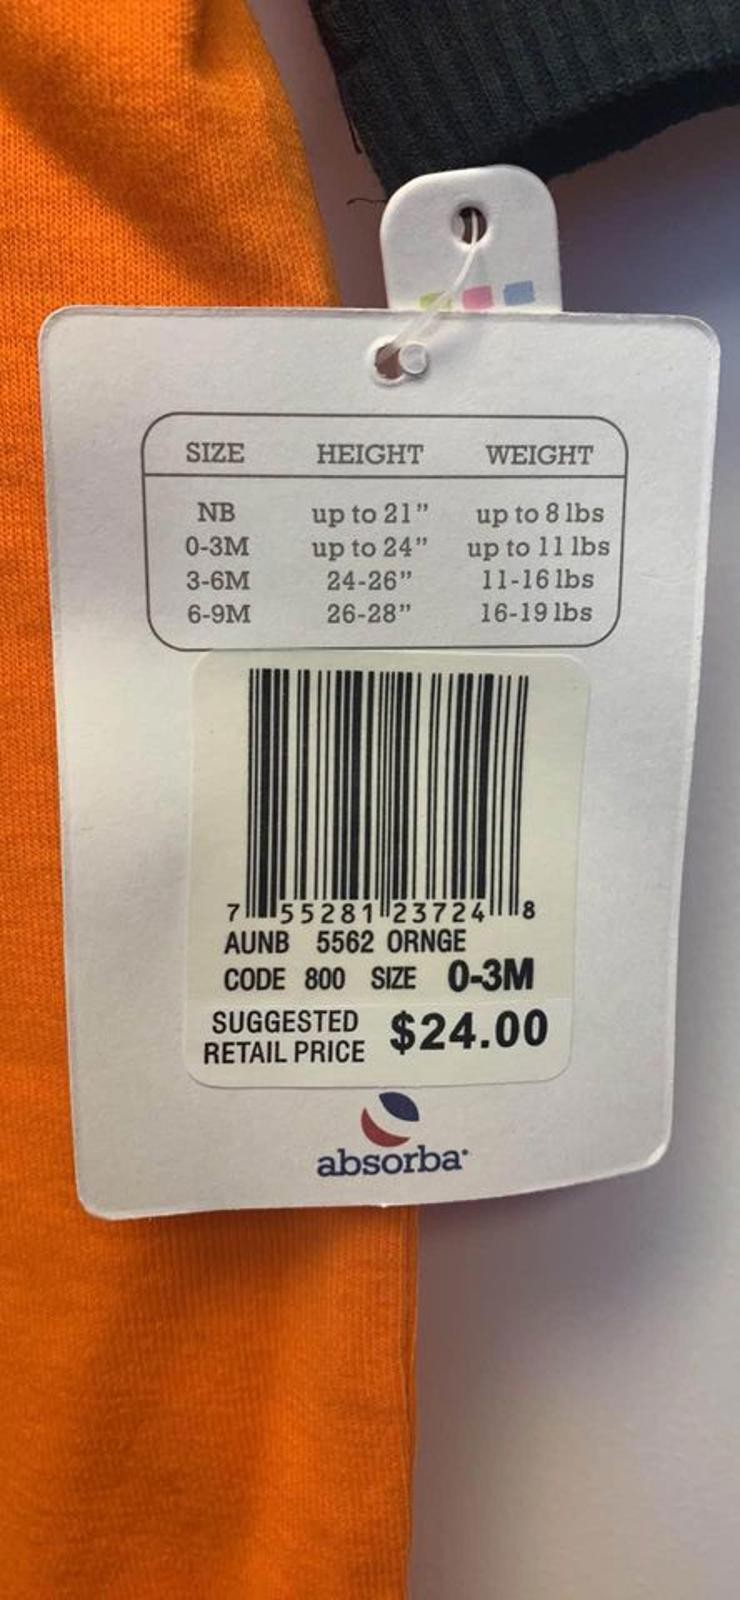 SIZE HEIGHT WEIGHT
NB up to 21” up to 8 lbs
0-3M up to 24” up to 11 lbs
3-6M 24-26” 11-16 lbs
6-9M 26-28” 16-19 lbs
7 55281 23724 8
AUNB 5562 ORNGE
CODE 800 SIZE 0-3M
SUGGESTED
RETAIL PRICE $24.00
absorba